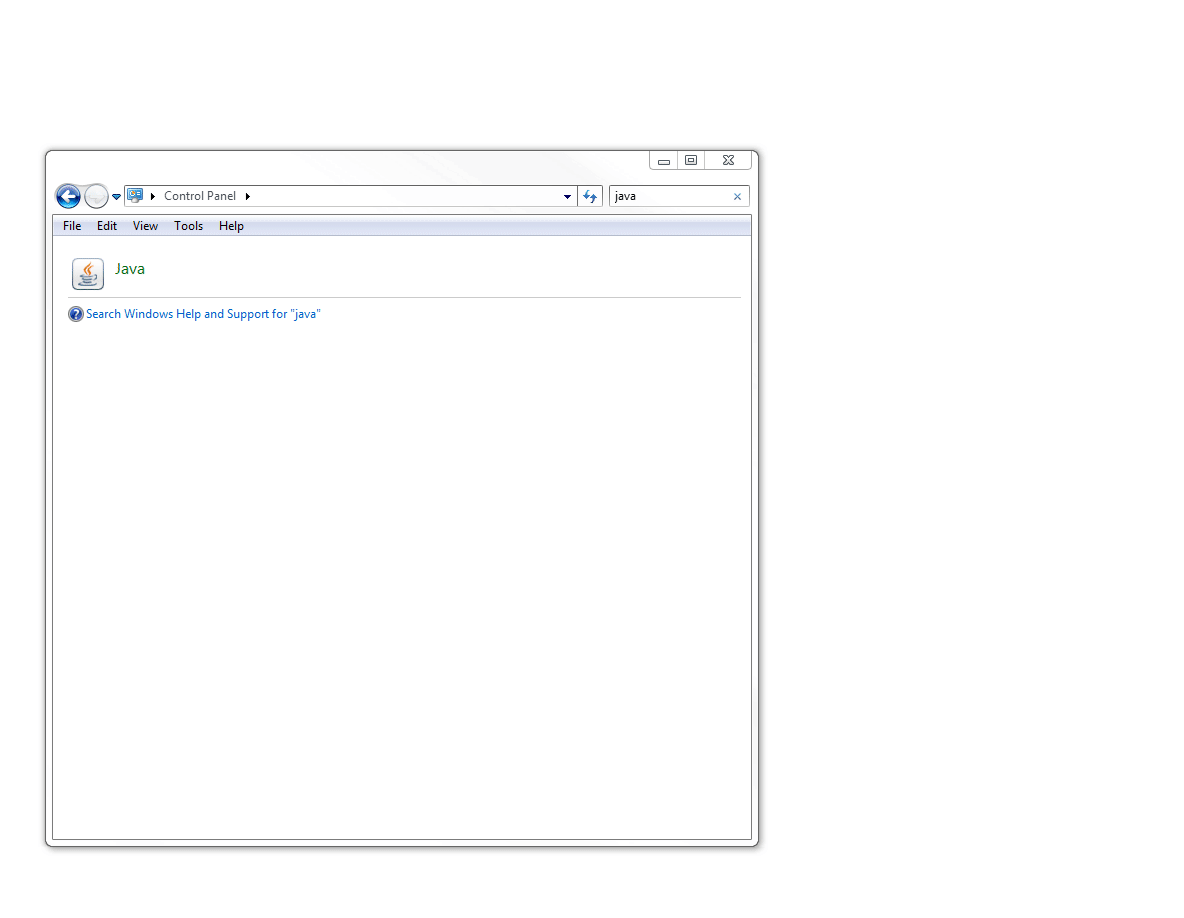 Control Panel
java
File Edit View Tools Help
Java
Search Windows Help and Support for "java"